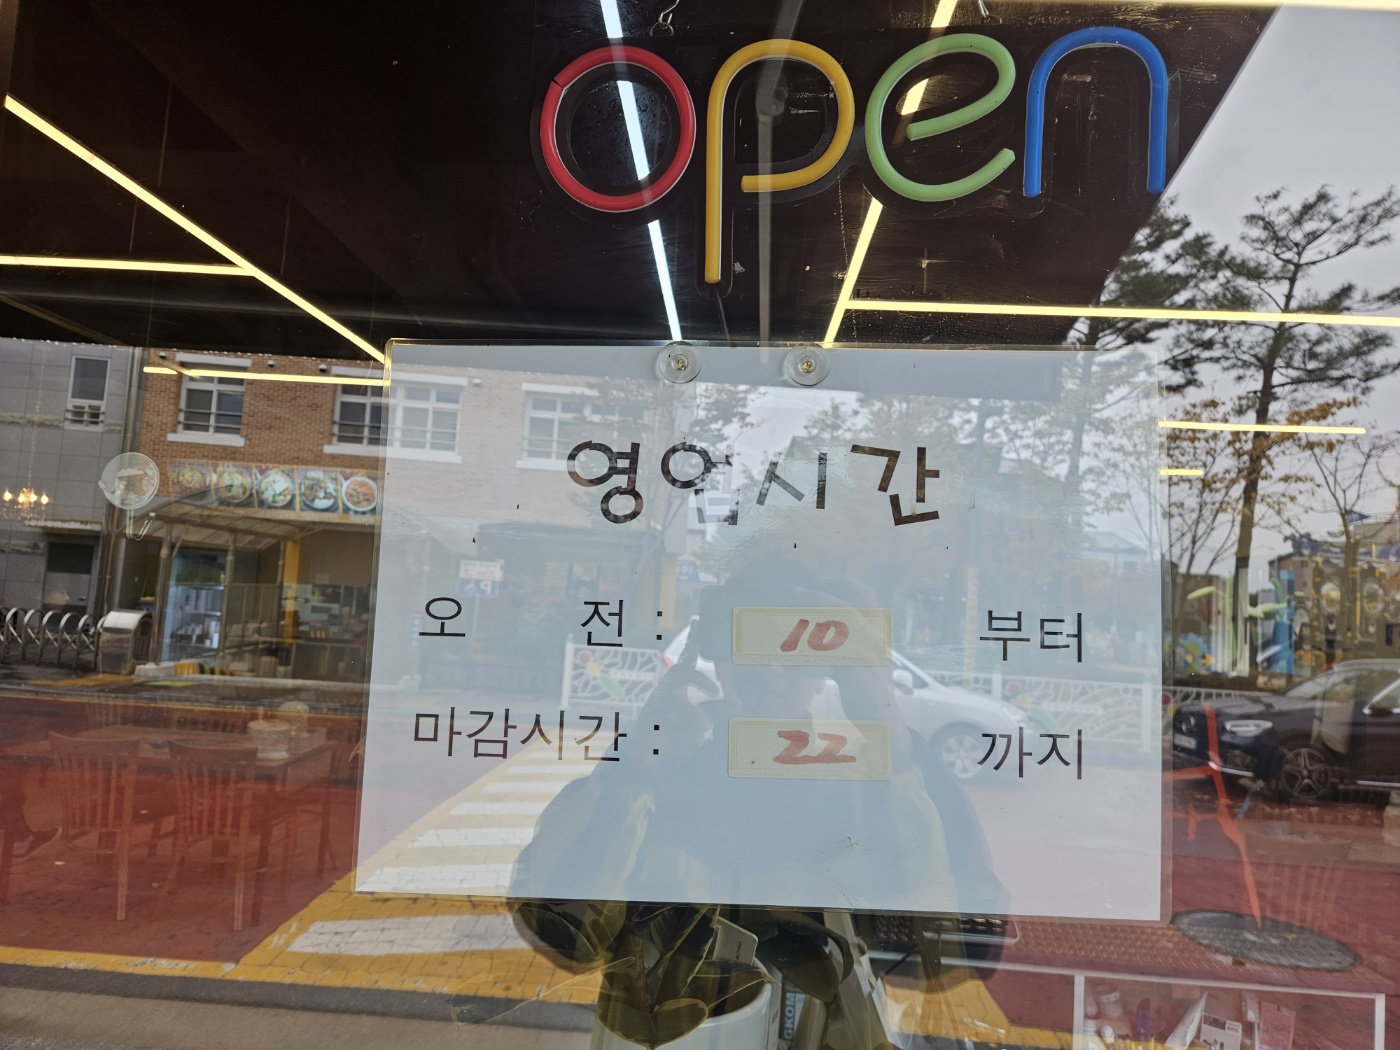 open
영업시간
오 전 : 10 부터
마감시간 : 22 까지